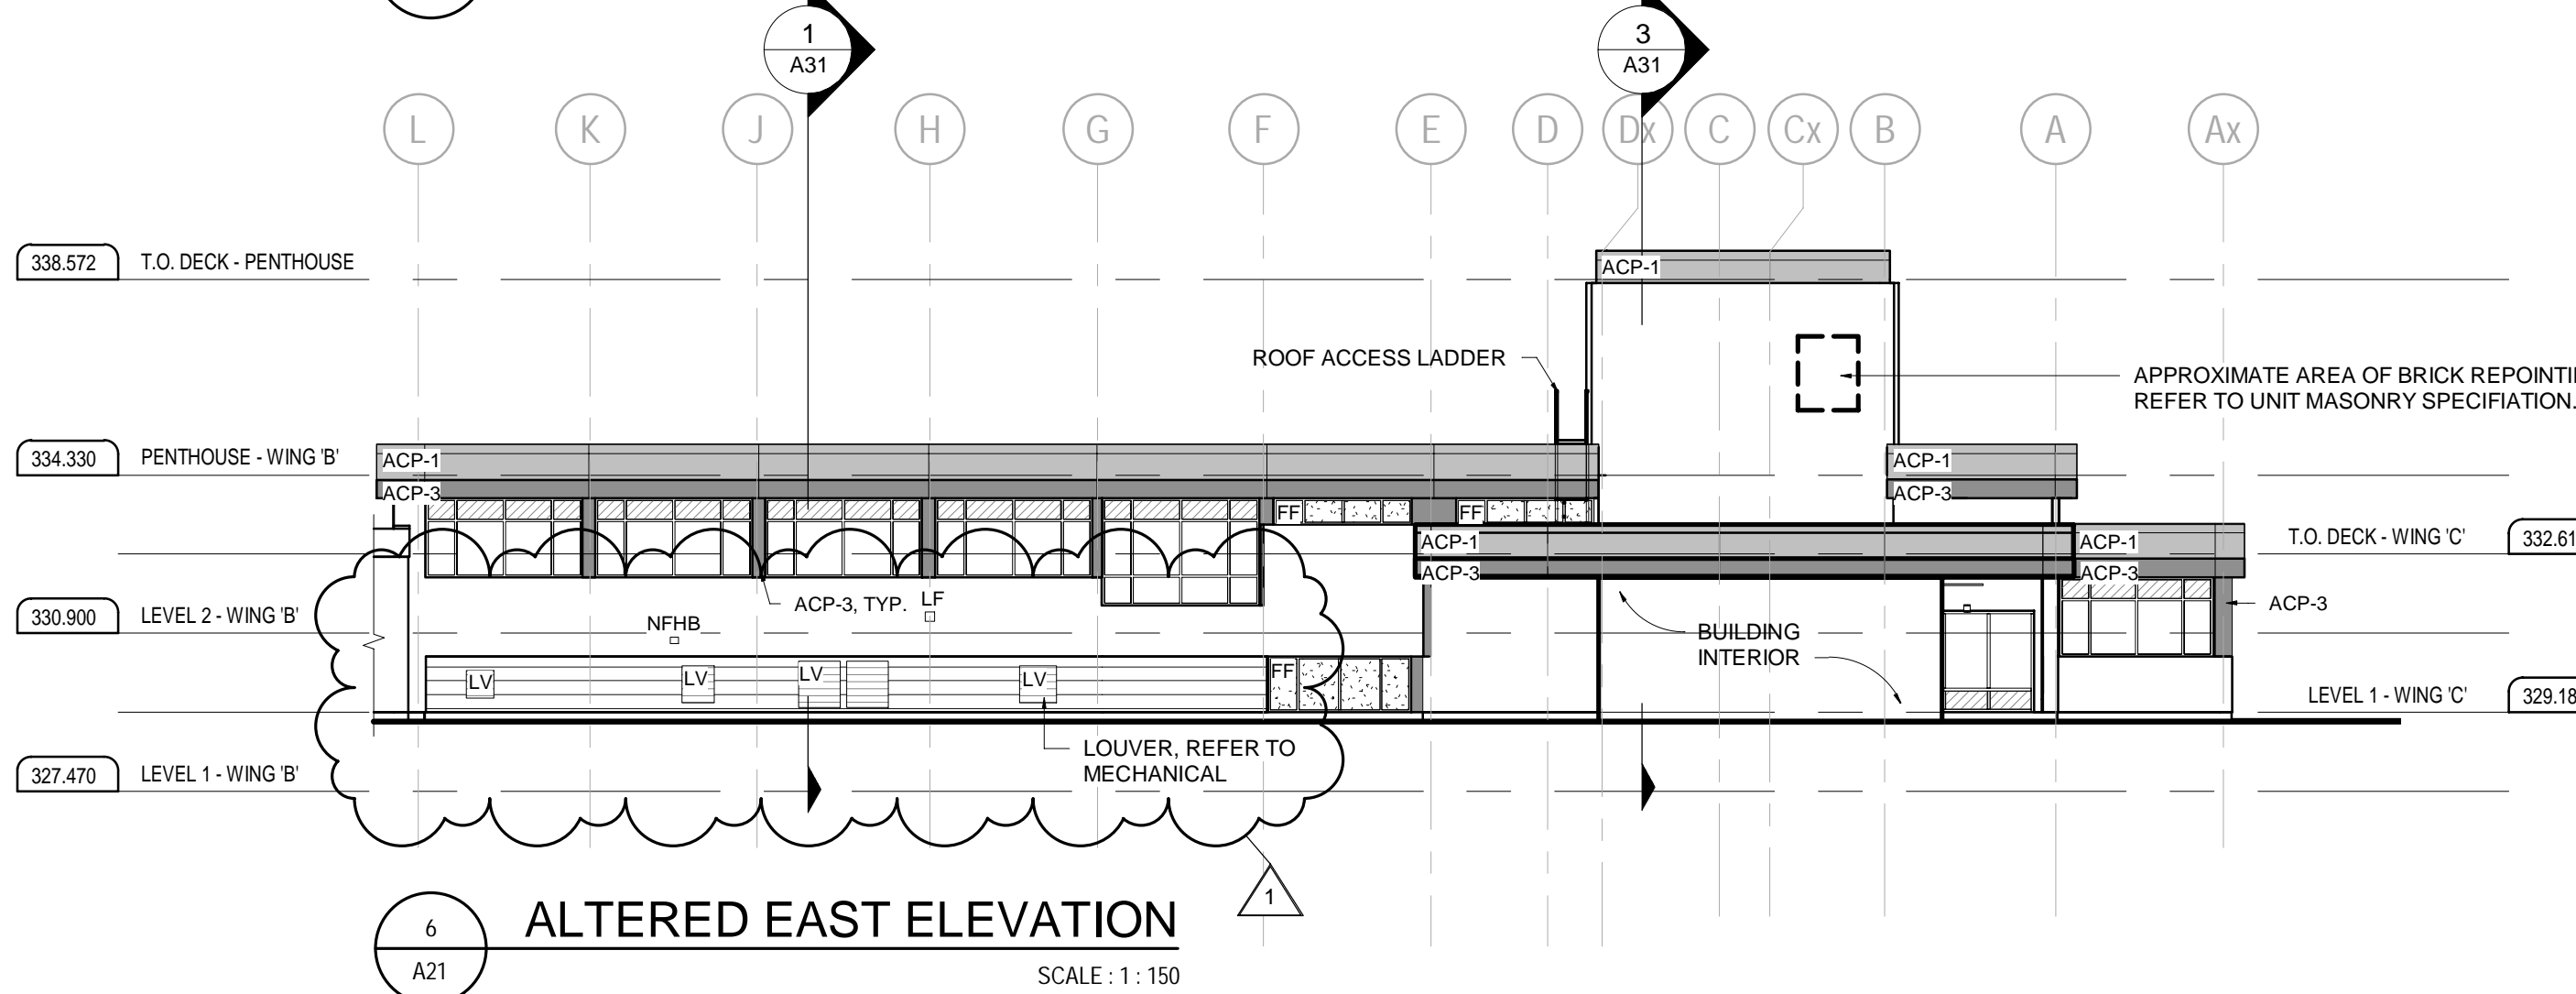 1
A31
3
A31
L K J H G F E D Dx C Cx B A Ax
338.572 T.O. DECK - PENTHOUSE
ACP-1
ROOF ACCESS LADDER
APPROXIMATE AREA OF BRICK
REFER TO UNIT MASONRY SPECIFIATION.
334.330 PENTHOUSE - WING 'B'
ACP-1
ACP-1
ACP-3
ACP-3
FF
FF
ACP-1
ACP-1
T.O. DECK - WING 'C' 332.61
ACP-3
ACP-3
ACP-3, TYP.
LF
ACP-3
330.900 LEVEL 2 - WING 'B'
NFHB
BUILDING
INTERIOR
LV
LV
LV
LV
FF
LEVEL 1 - WING 'C' 329.18
LOUVER, REFER TO
MECHANICAL
327.470 LEVEL 1 - WING 'B'
1
6
A21
ALTERED EAST ELEVATION
SCALE : 1 : 150